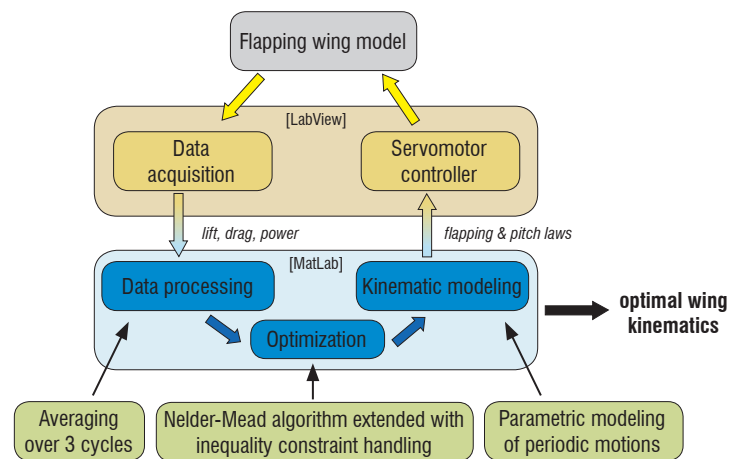 Flapping wing model
[LabView]
Data
acquisition
Servomotor
controller
lift, drag, power
flapping & pitch laws
[MatLab]
Data processing
Kinematic modeling
Optimization
optimal wing
kinematics
Averaging
over 3 cycles
Nelder-Mead algorithm extended with
inequality constraint handling
Parametric modeling
of periodic motions